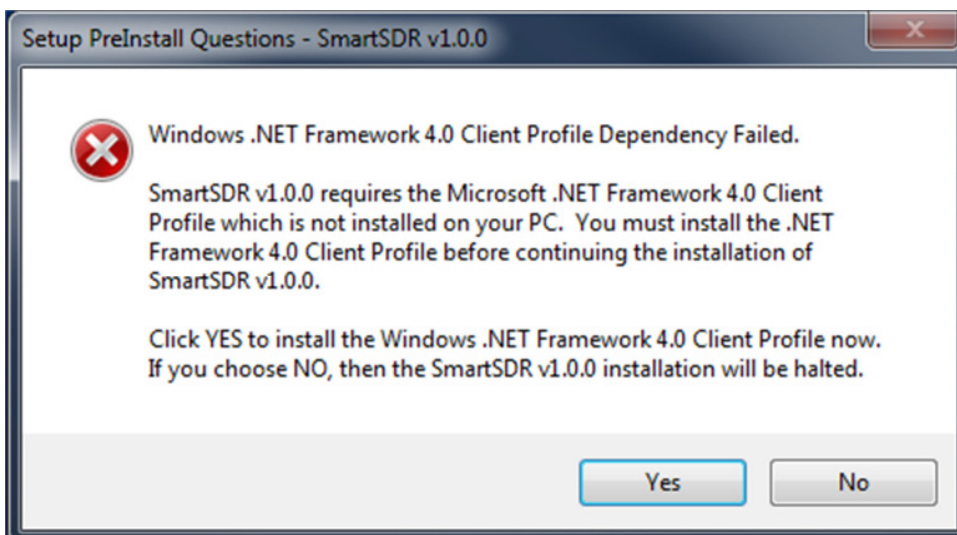 Setup PreInstall Questions - SmartSDR v1.0.0
Windows .NET Framework 4.0 Client Profile Dependency Failed.
SmartSDR v1.0.0 requires the Microsoft .NET Framework 4.0 Client
Profile which is not installed on your PC.  You must install the .NET
Framework 4.0 Client Profile before continuing the installation of
SmartSDR v1.0.0.
Click YES to install the Windows .NET Framework 4.0 Client Profile now.
If you choose NO, then the SmartSDR v1.0.0 installation will be halted.
Yes
No